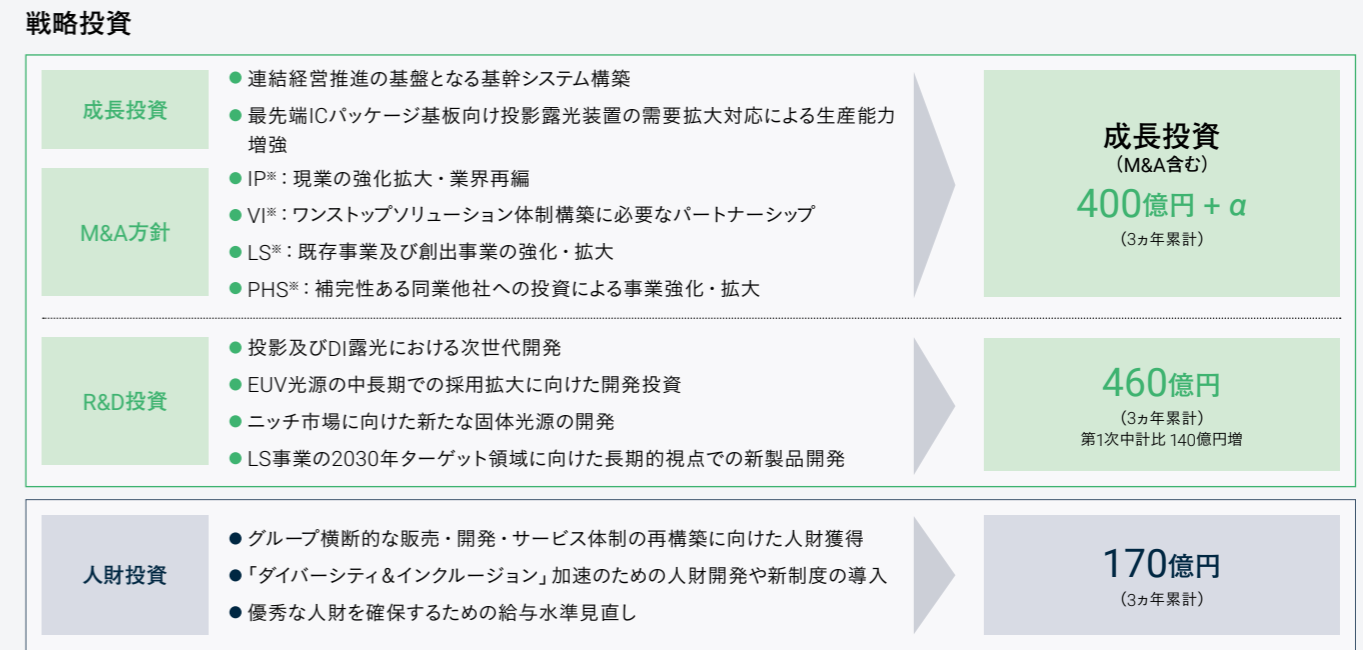 戦略投資
成長投資
● 連結経営推進の基盤となる基幹システム構築
● 最先端ICパッケージ基板向け投影露光装置の需要拡大対応による生産能力
増強
M&A方針
● IP※：現業の強化拡大・業界再編
● VI※：ワンストップソリューション体制構築に必要なパートナーシップ
● LS※：既存事業及び創出事業の強化・拡大
● PHS※：補完性ある同業他社への投資による事業強化・拡大
成長投資
（M&A含む）
400億円 + α
（3ヵ年累計）
R&D投資
● 投影及びDI露光における次世代開発
● EUV光源の中長期での採用拡大に向けた開発投資
● ニッチ市場に向けた新たな固体光源の開発
● LS事業の2030年ターゲット領域に向けた長期的視点での新製品開発
460億円
（3ヵ年累計）
第1次中計比 140億円増
人財投資
● グループ横断的な販売・開発・サービス体制の再構築に向けた人財獲得
● 「ダイバーシティ&インクルージョン」加速のための人財開発や新制度の導入
● 優秀な人財を確保するための給与水準見直し
170億円
（3ヵ年累計）